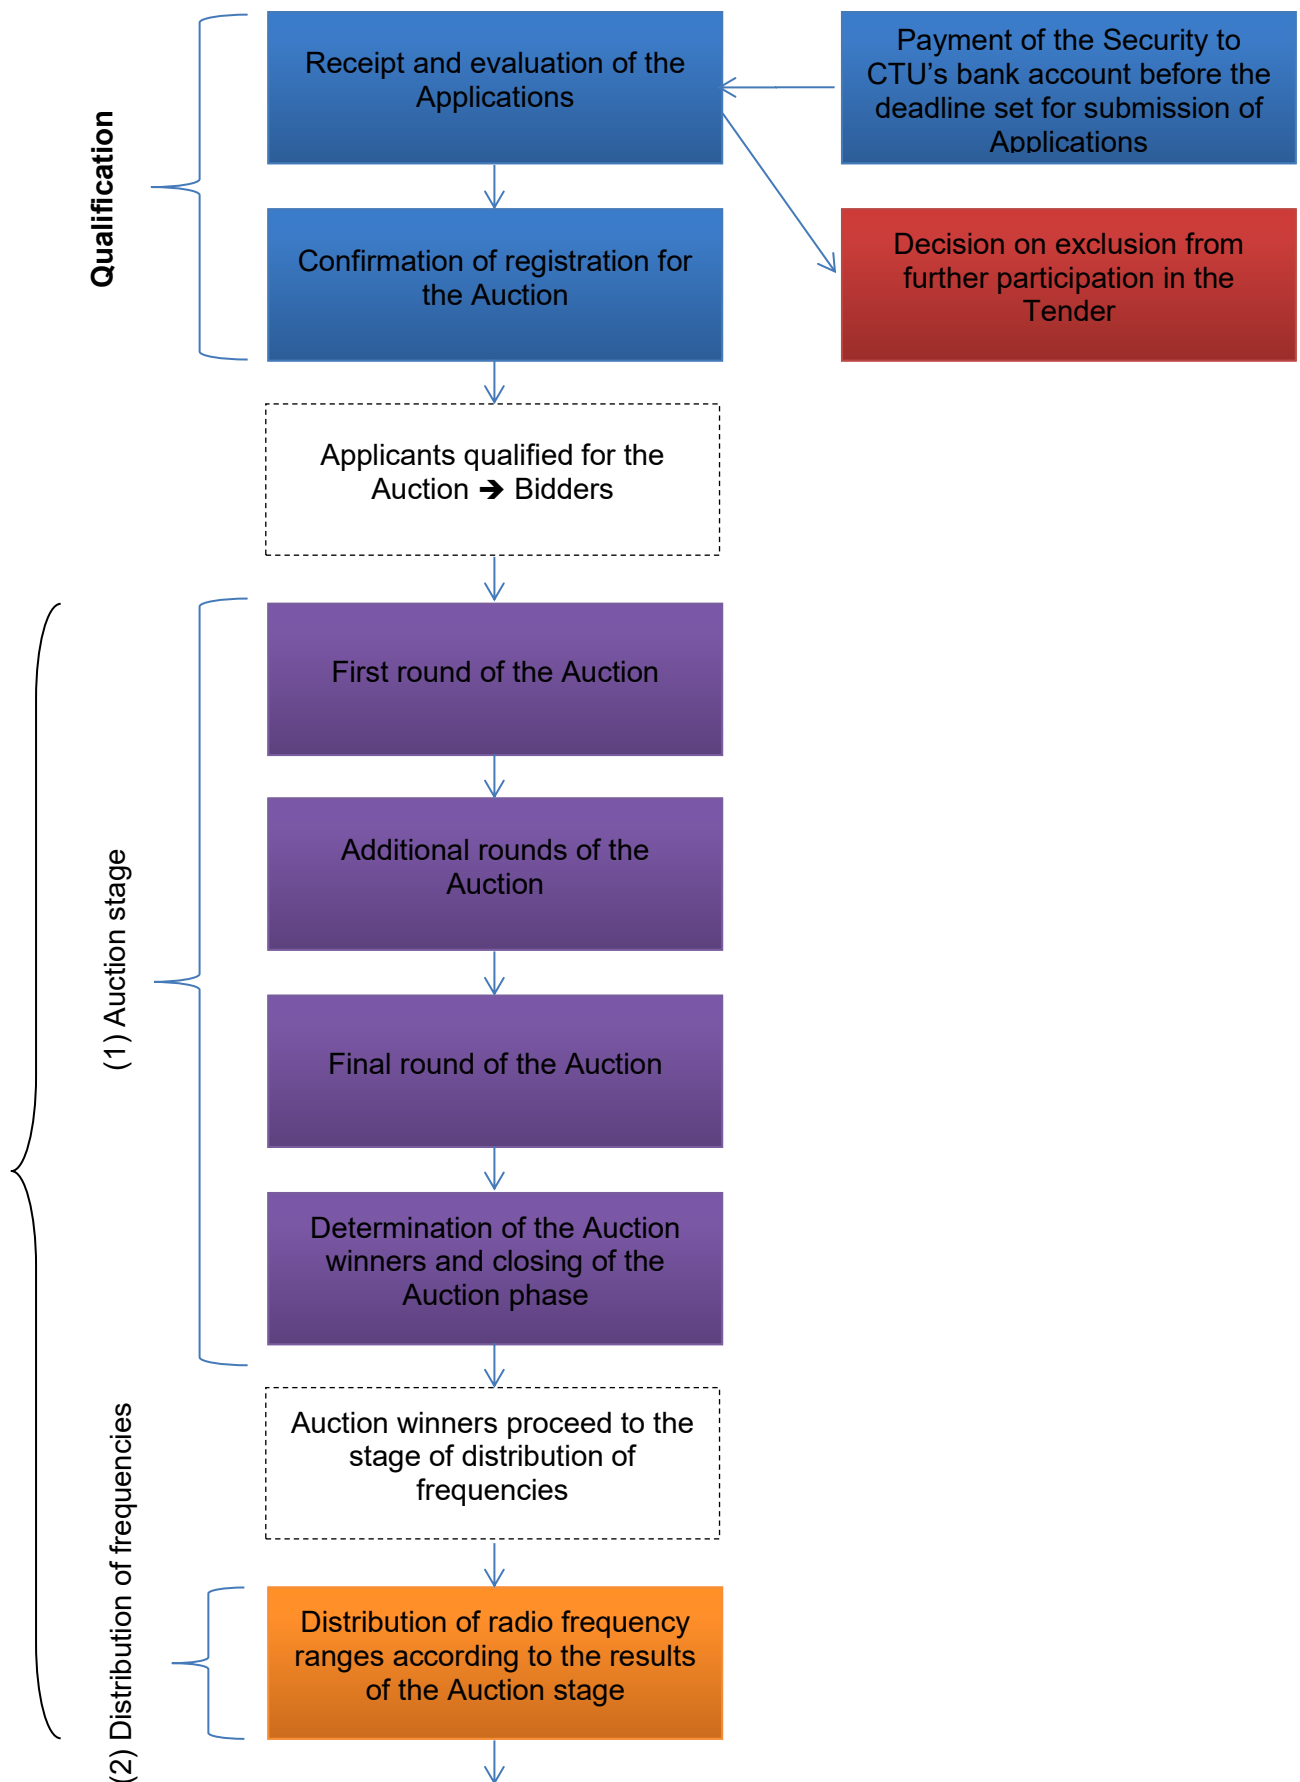 Receipt and evaluation of the
Applications
Payment of the Security to
CTU’s bank account before the
deadline set for submission of
Applications
Qualification
Confirmation of registration for
the Auction
Decision on exclusion from
further participation in the
Tender
Applicants qualified for the
Auction ➔ Bidders
(1) Auction stage
First round of the Auction
Additional rounds of the
Auction
Final round of the Auction
Determination of the Auction
winners and closing of the
Auction phase
Auction winners proceed to the
stage of distribution of
frequencies
(2) Distribution of frequencies
Distribution of radio frequency
ranges according to the results
of the Auction stage